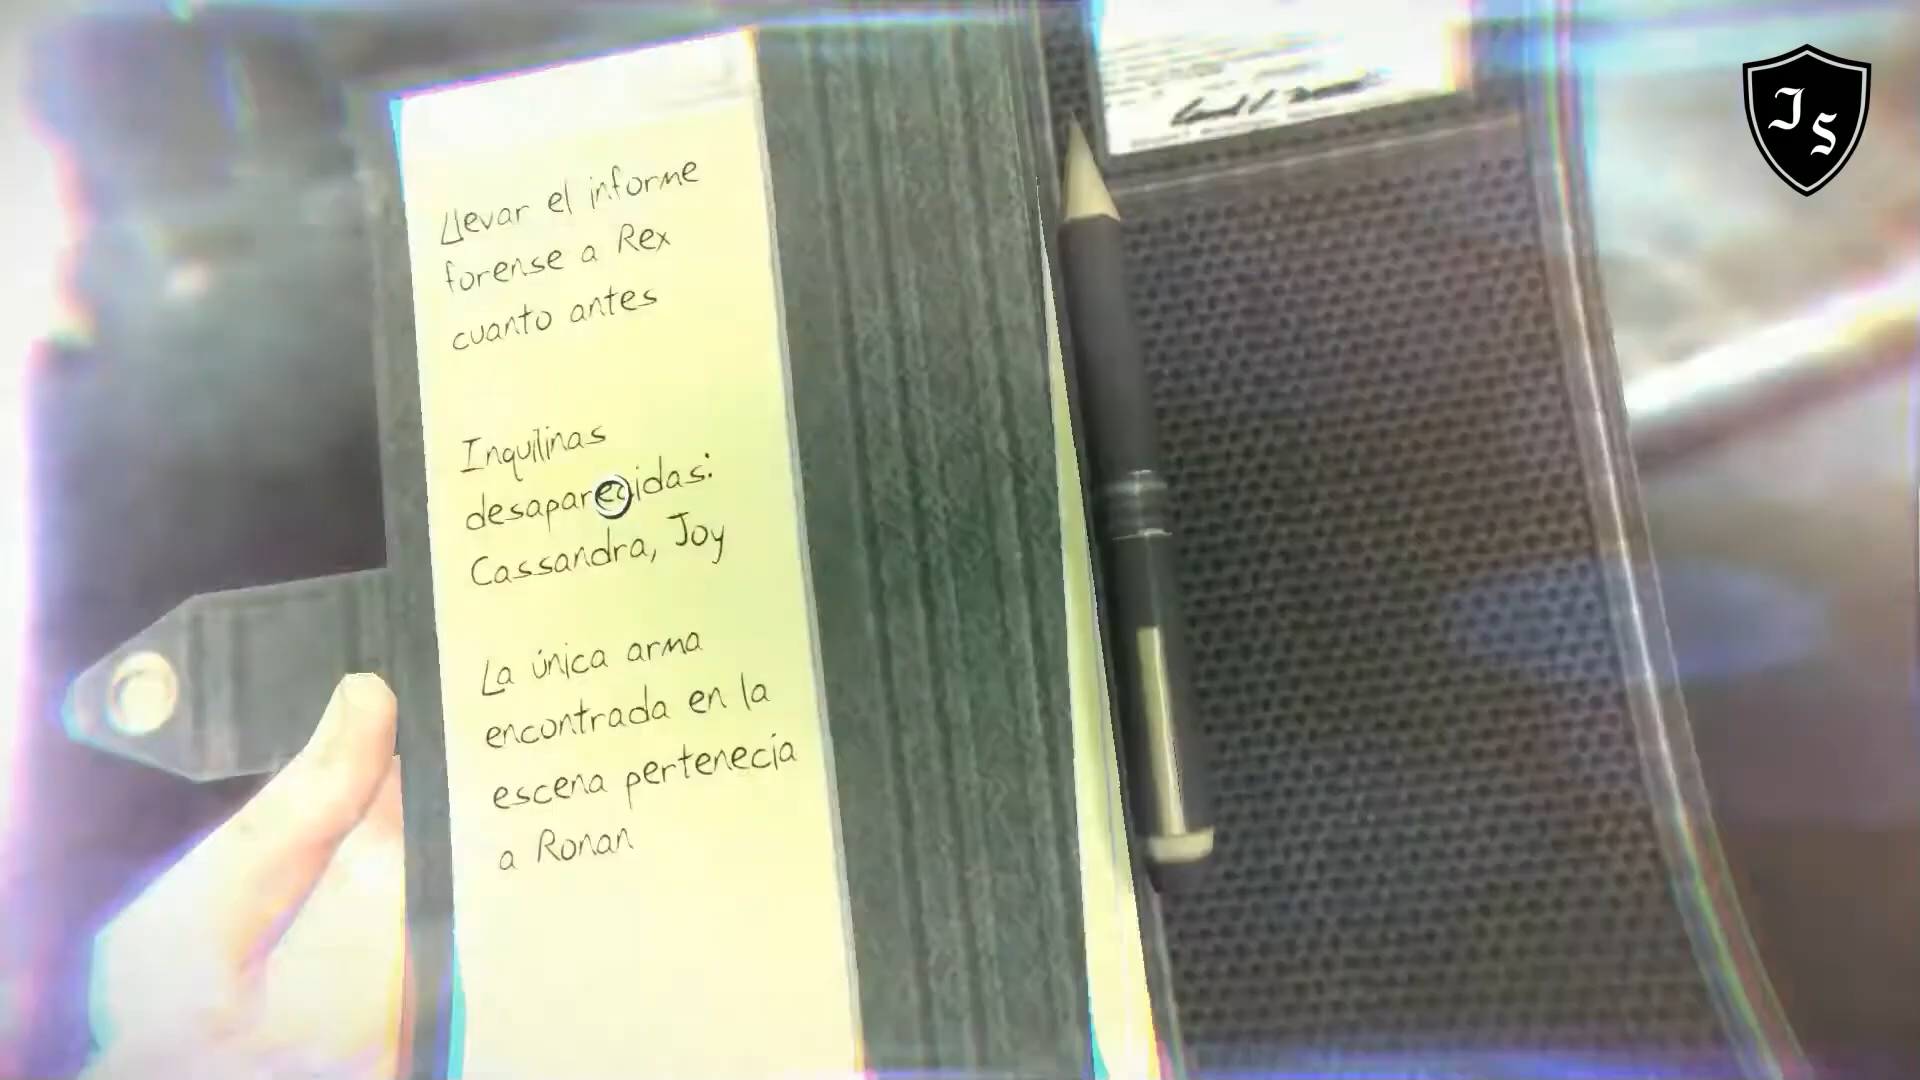 Llevar el informe
forense a Rex
cuanto antes
Inquilinas
desaparecidas:
Cassandra, Joy
La única arma
encontrada en la
escena pertenecía
a Ronan
J S